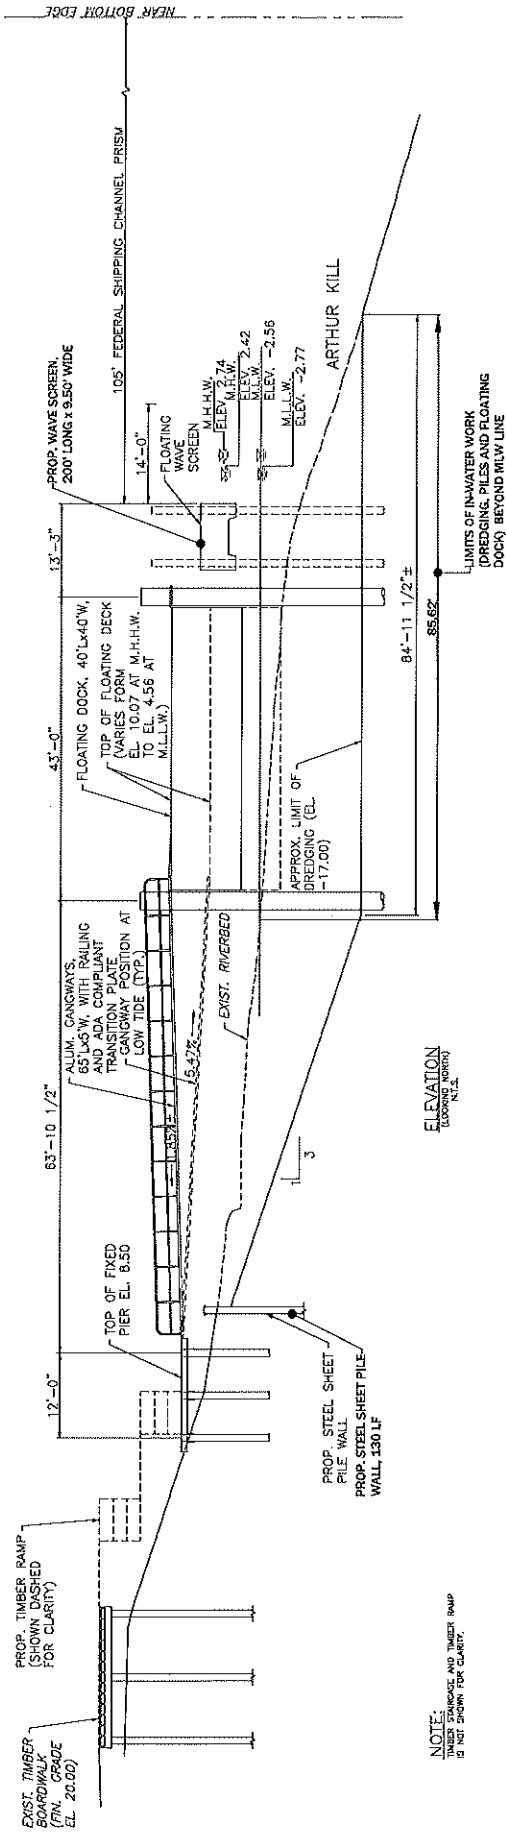 EXIST. TIMBER
BOARDWALK
(FIN. GRADE
EL 20.00)
PROP. TIMBER RAMP
(SHOWN DASHED
FOR CLARITY)
12'-0"
TOP OF FIXED
PIER EL. 8.50
63'-10 1/2"
ALUM. GANGWAYS,
65'Lx5'W, WITH RAILING
AND ADA COMPLIANT
TRANSITION PLATE
GANGWAY POSITION AT
LOW TIDE (TYP.)
1.85% ±
5.47%
43'-0"
FLOATING DOCK, 40'Lx40'W,
TOP OF FLOATING DECK
(VARIES FORM
EL. 10.07 AT M.H.H.W.
TO EL. 4.56 AT
M.L.L.W.)
13'-3"
PROP. WAVE SCREEN,
200' LONG X 9.50' WIDE
14'-0"
FLOATING
WAVE
SCREEN
105' FEDERAL SHIPPING CHANNEL PRISM
NEAR BOTTOM EDGE
M.H.H.W.
ELEV. 2.74
M.H.W.
ELEV. 2.42
M.L.W.
ELEV. -2.56
M.L.L.W.
ELEV. -2.77
ARTHUR KILL
EXIST. RIVERBED
APPROX. LIMIT OF
DREDGING (EL.
-17.00)
1
3
PROP. STEEL SHEET
PILE WALL
PROP. STEEL SHEET PILE
WALL, 130 LF
84'-11 1/2"±
85.62'
LIMITS OF IN-WATER WORK
(DREDGING, PILES AND FLOATING
DOCK) BEYOND MLW LINE
ELEVATION
(LOOKING NORTH)
N.T.S.
NOTE:
TIMBER STAIRCASE AND TIMBER RAMP
IS NOT SHOWN FOR CLARITY.